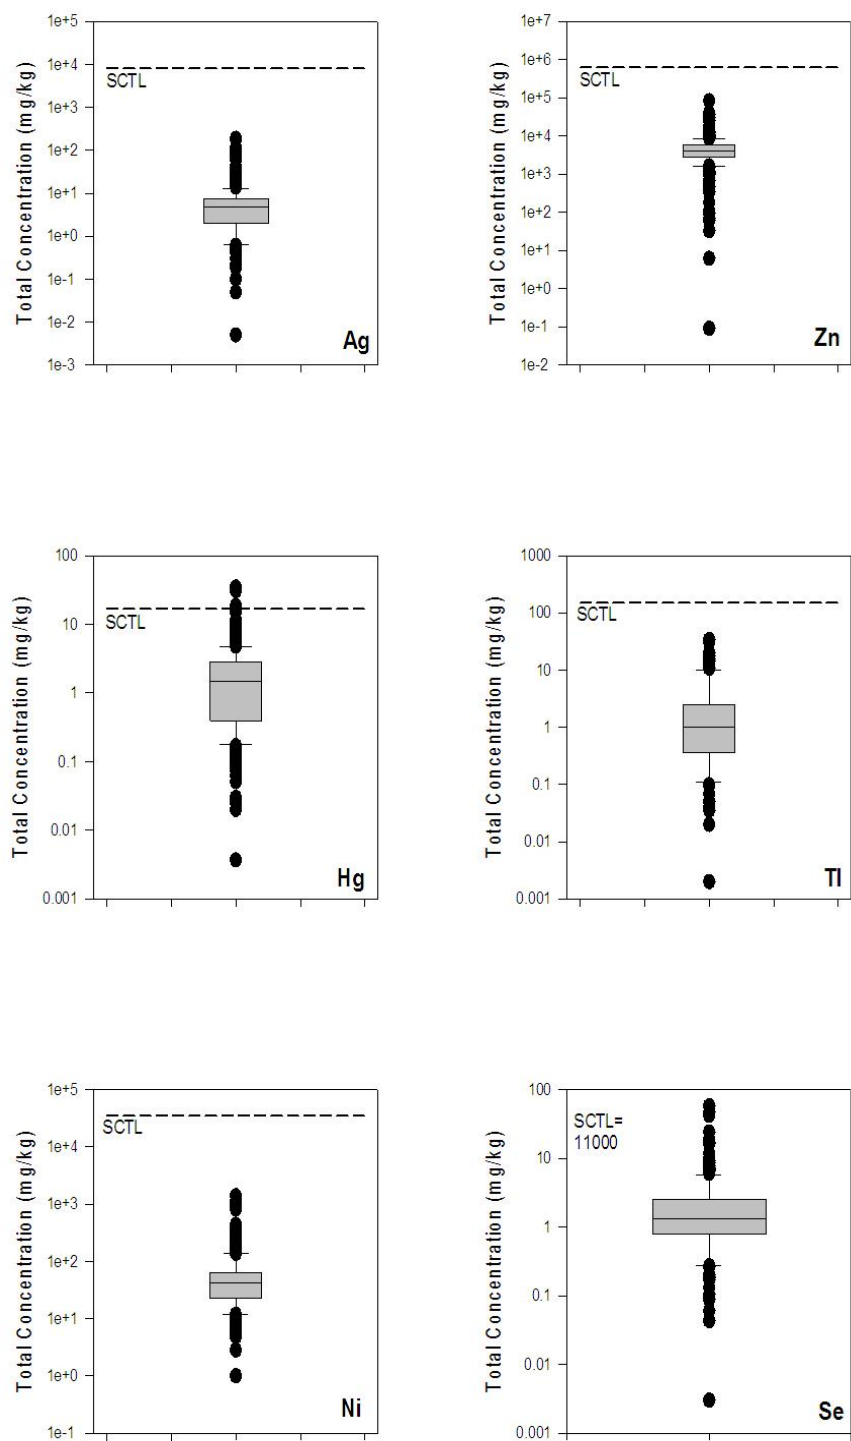 Total Concentration (mg/kg)
1e+5
1e+4
1e+3
1e+2
1e+1
1e+0
1e-1
1e-2
1e-3
SCTL
Ag
Total Concentration (mg/kg)
1e+7
1e+6
1e+5
1e+4
1e+3
1e+2
1e+1
1e+0
1e-1
1e-2
SCTL
Zn
Total Concentration (mg/kg)
100
10
1
0.1
0.01
0.001
SCTL
Hg
Total Concentration (mg/kg)
1000
100
10
1
0.1
0.01
0.001
SCTL
Tl
Total Concentration (mg/kg)
1e+5
1e+4
1e+3
1e+2
1e+1
1e+0
1e-1
SCTL
Ni
Total Concentration (mg/kg)
100
10
1
0.1
0.01
0.001
SCTL=
11000
Se